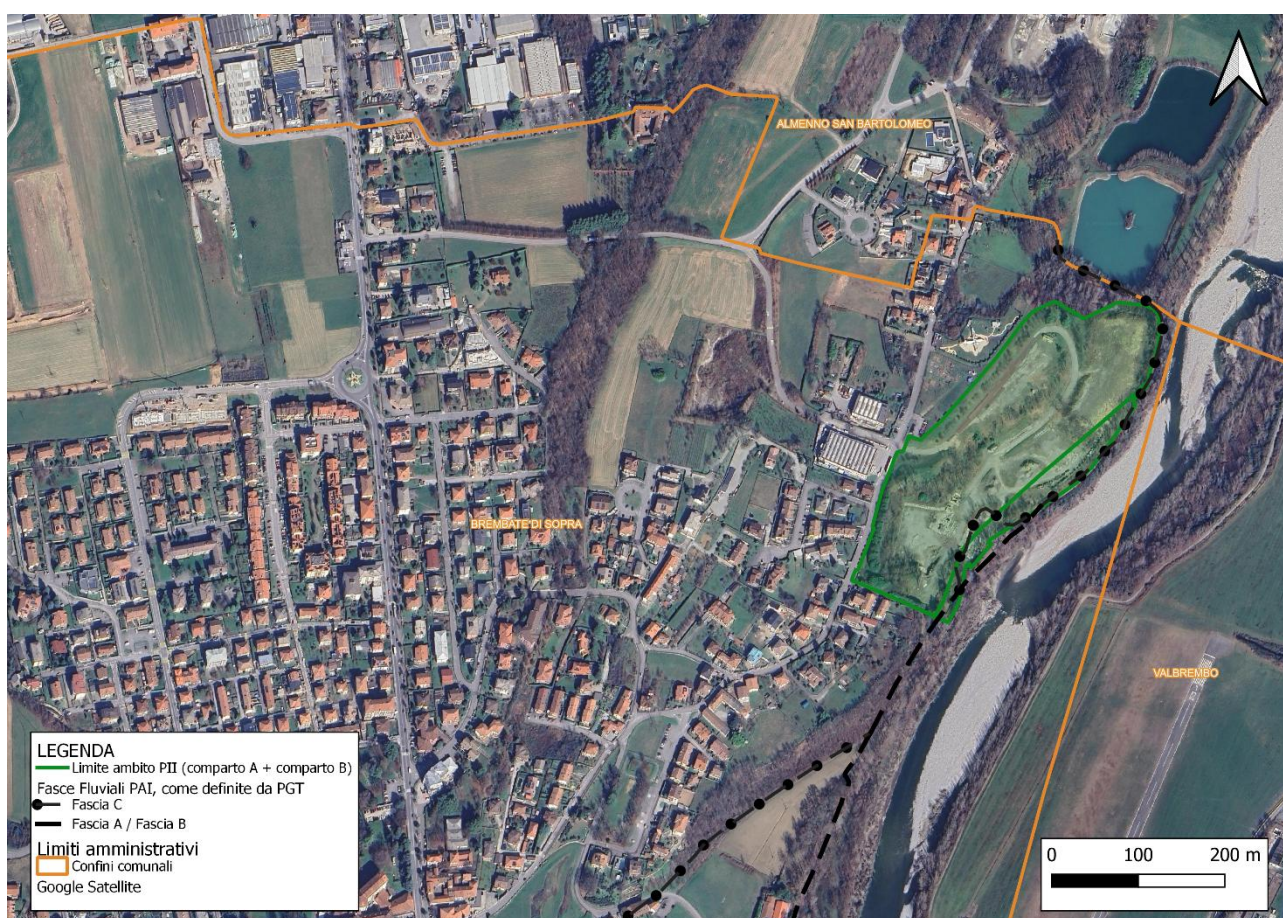 ALMENNO SAN BARTOLOMEO
BREMBATE DI SOPRA
VALBREMBO
LEGENDA
Limite ambito PII (comparto A + comparto B)
Fasce Fluviali PAI, come definite da PGT
Fascia C
Fascia A / Fascia B
Limiti amministrativi
Confini comunali
Google Satellite
0 100 200 m